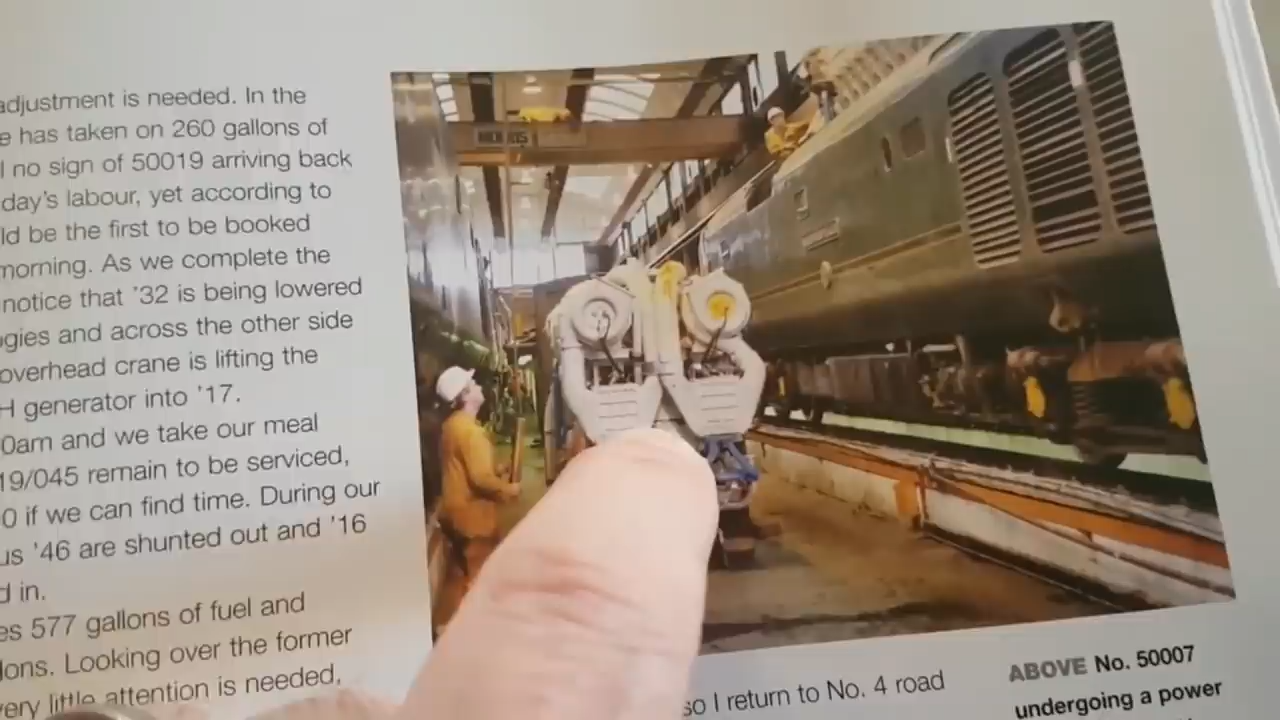 adjustment is needed. In the
e has taken on 260 gallons of
l no sign of 50019 arriving back
day's labour, yet according to
ld be the first to be booked
morning. As we complete the
notice that '32 is being lowered
gies and across the other side
overhead crane is lifting the
H generator into '17.
0am and we take our meal
19/045 remain to be serviced,
0 if we can find time. During our
us '46 are shunted out and '16
d in.
es 577 gallons of fuel and
lons. Looking over the former
very little attention is needed,
so I return to No. 4 road
ABOVE No. 50007
undergoing a power